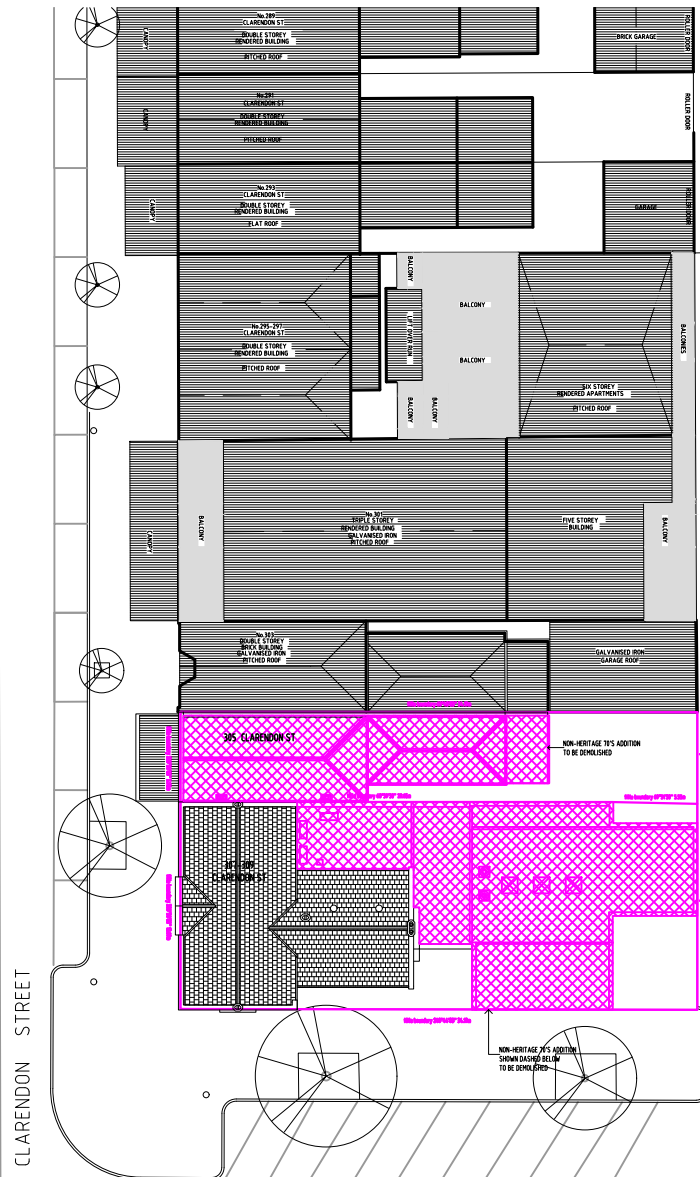 No.289
CLARENDON ST
DOUBLE STOREY
RENDERED BUILDING
PITCHED ROOF
CANOPY
BRICK GARAGE
ROLLER DOOR
No.291
CLARENDON ST
DOUBLE STOREY
RENDERED BUILDING
PITCHED ROOF
CANOPY
ROLLER DOOR
No.293
CLARENDON ST
DOUBLE STOREY
RENDERED BUILDING
FLAT ROOF
CANOPY
GARAGE
ROLLER DOOR
No.295-297
CLARENDON ST
DOUBLE STOREY
RENDERED BUILDING
PITCHED ROOF
BALCONY
LIFT OVER RUN
BALCONY
BALCONY
BALCONY
BALCONY
SIX STOREY
RENDERED APARTMENTS
PITCHED ROOF
BALCONIES
CANOPY
BALCONY
No.301
TRIPLE STOREY
RENDERED BUILDING
GALVANISED IRON
PITCHED ROOF
FIVE STOREY
BUILDING
BALCONY
No.303
DOUBLE STOREY
BRICK BUILDING
GALVANISED IRON
PITCHED ROOF
GALVANISED IRON
GARAGE ROOF
305 CLARENDON ST
NON-HERITAGE 70'S ADDITION
TO BE DEMOLISHED
307-309
CLARENDON ST
NON-HERITAGE 70'S ADDITION
SHOWN DASHED BELOW
TO BE DEMOLISHED
CLARENDON STREET